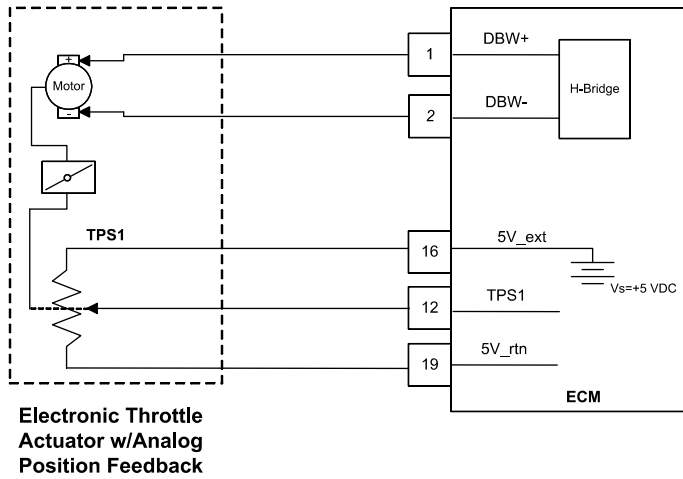 +
Motor
-
1
DBW+
H-Bridge
2
DBW-
TPS1
16
5V_ext
Vs=+5 VDC
12
TPS1
19
5V_rtn
ECM
Electronic Throttle
Actuator w/Analog
Position Feedback